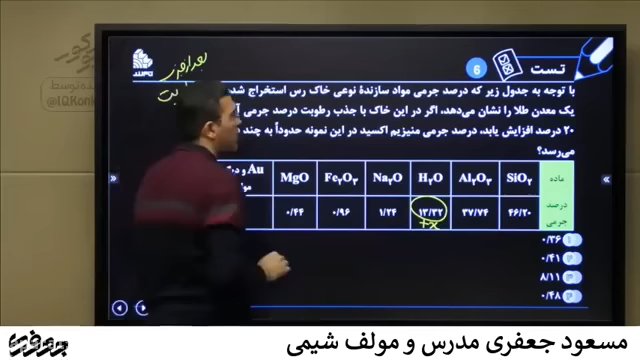 تست
6
با توجه به جدول زیر که درصد جرمی مواد سازندهٔ نوعی خاک رس استخراج شده
یک معدن طلا را نشان می‌دهد، اگر در این خاک با جذب رطوبت درصد جرمی
۲۰ درصد افزایش یابد، درصد جرمی منیزیم اکسید در این نمونه حدوداً به چند
می‌رسد؟
ماده SiO۲ Al۲O۳ H۲O Na۲O Fe۲O۳ MgO Au و
درصد جرمی ۴۶/۲۰ ۳۷/۷۴ ۱۳/۳۲ ۱/۲۴ ۰/۹۶ ۰/۴۴
+x
۰/۳۶
۰/۴۱
۸/۱۱
۰/۴۸
مسعود جعفری مدرس و مولف شیمی